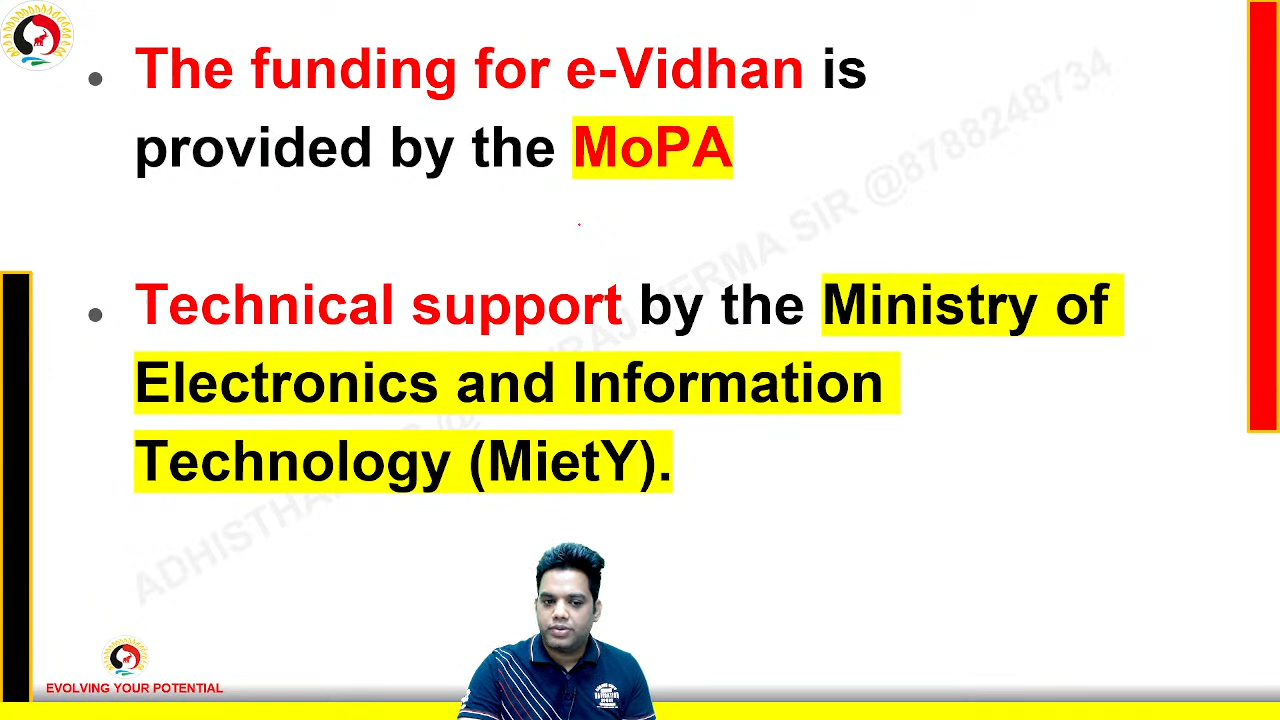 The funding for e-Vidhan is
provided by the MoPA
Technical support by the Ministry of
Electronics and Information
Technology (MietY).
EVOLVING YOUR POTENTIAL